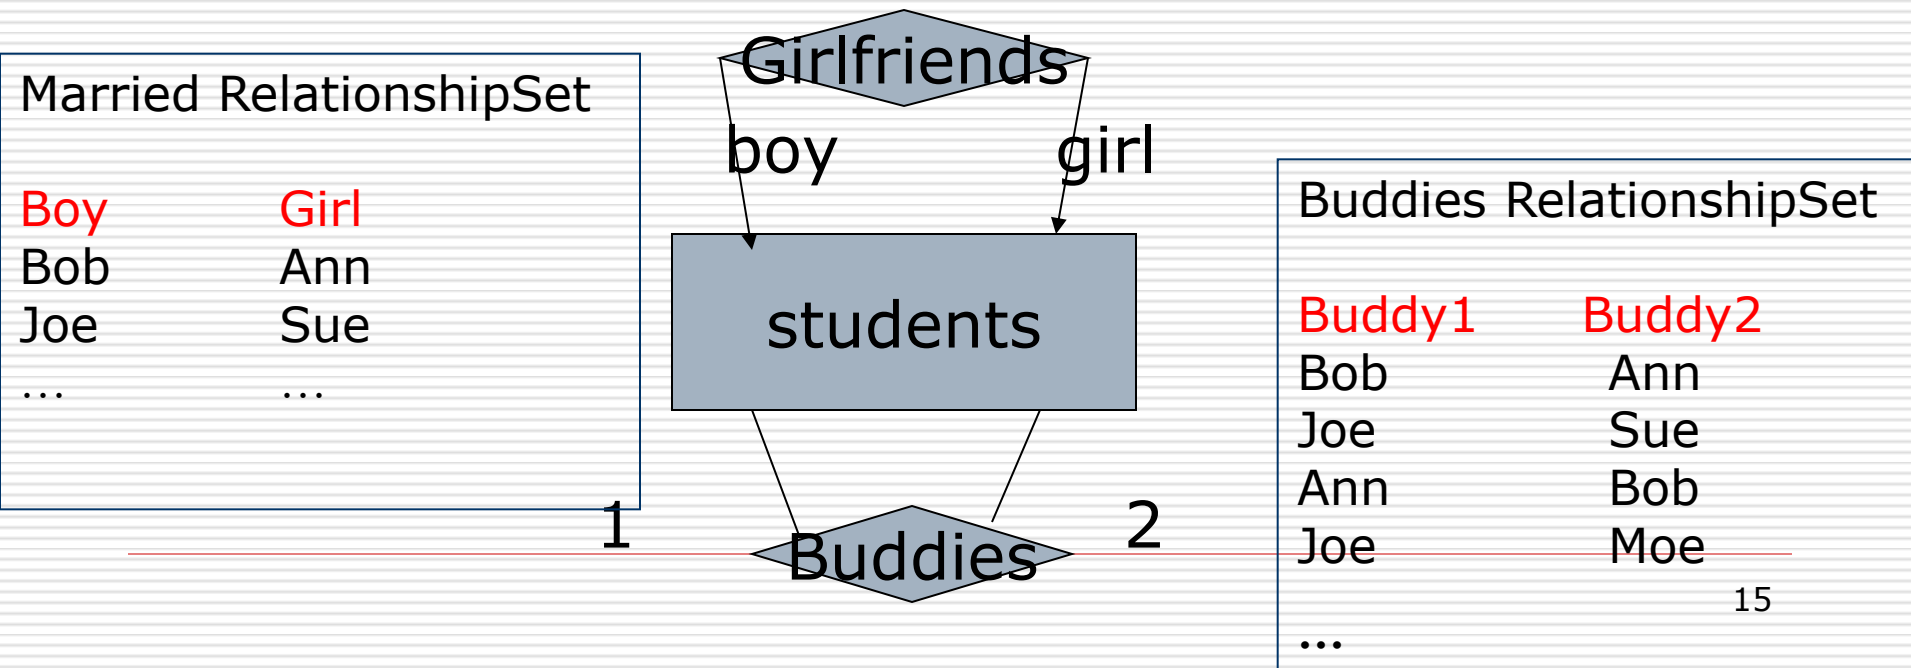 Girlfriends
Married RelationshipSet
boy girl
Boy Girl
Bob Ann
Joe Sue
... ...
students
Buddies RelationshipSet
Buddy1 Buddy2
Bob Ann
Joe Sue
Ann Bob
Joe Moe
...
1 2
Buddies
15